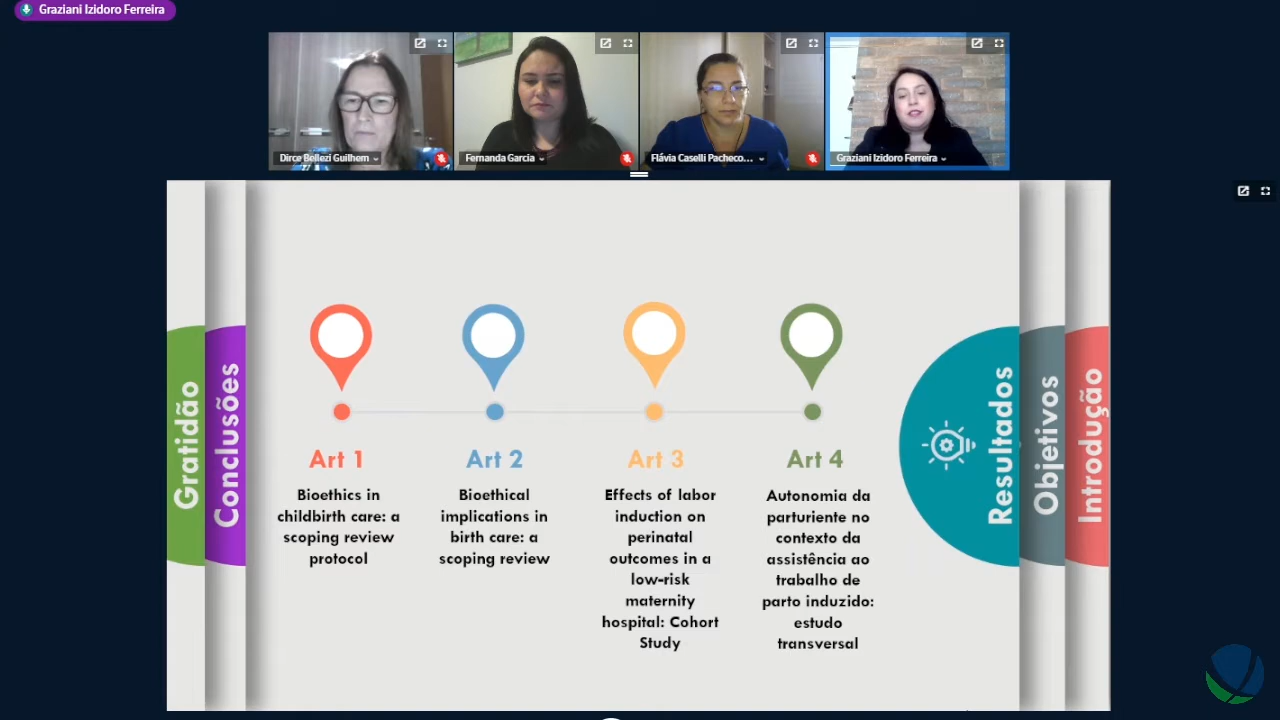 Graziani Izidoro Ferreira
Dirce Bellezi Guilhem
Fernanda Garcia
Flávia Caselli Pacheco...
Graziani Izidoro Ferreira
Gratidão
Conclusões
Art 1
Bioethics in
childbirth care: a
scoping review
protocol
Art 2
Bioethical
implications in
birth care: a
scoping review
Art 3
Effects of labor
induction on
perinatal
outcomes in a
low-risk
maternity
hospital: Cohort
Study
Art 4
Autonomia da
parturiente no
contexto da
assistência ao
trabalho de
parto induzido:
estudo
transversal
Resultados
Objetivos
Introdução